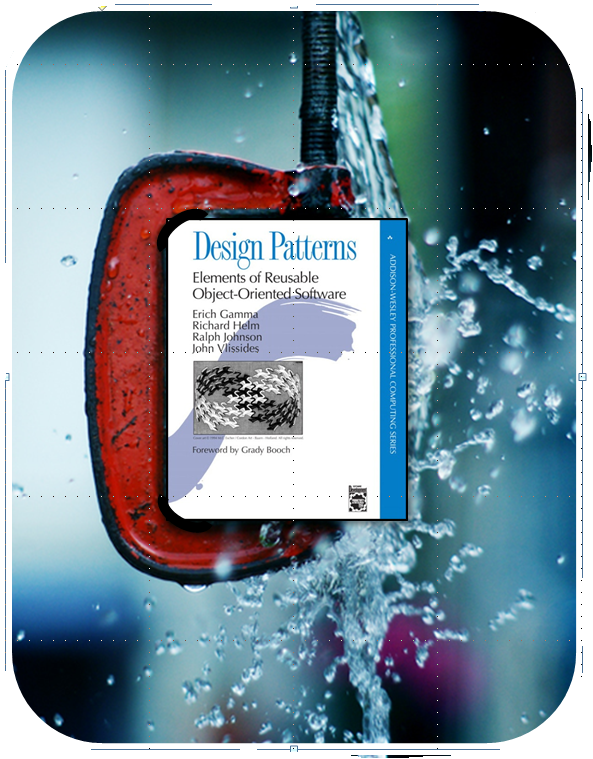 Design Patterns
Elements of Reusable
Object-Oriented Software
Erich Gamma
Richard Helm
Ralph Johnson
John Vlissides
Foreword by Grady Booch
ADDISON-WESLEY PROFESSIONAL COMPUTING SERIES